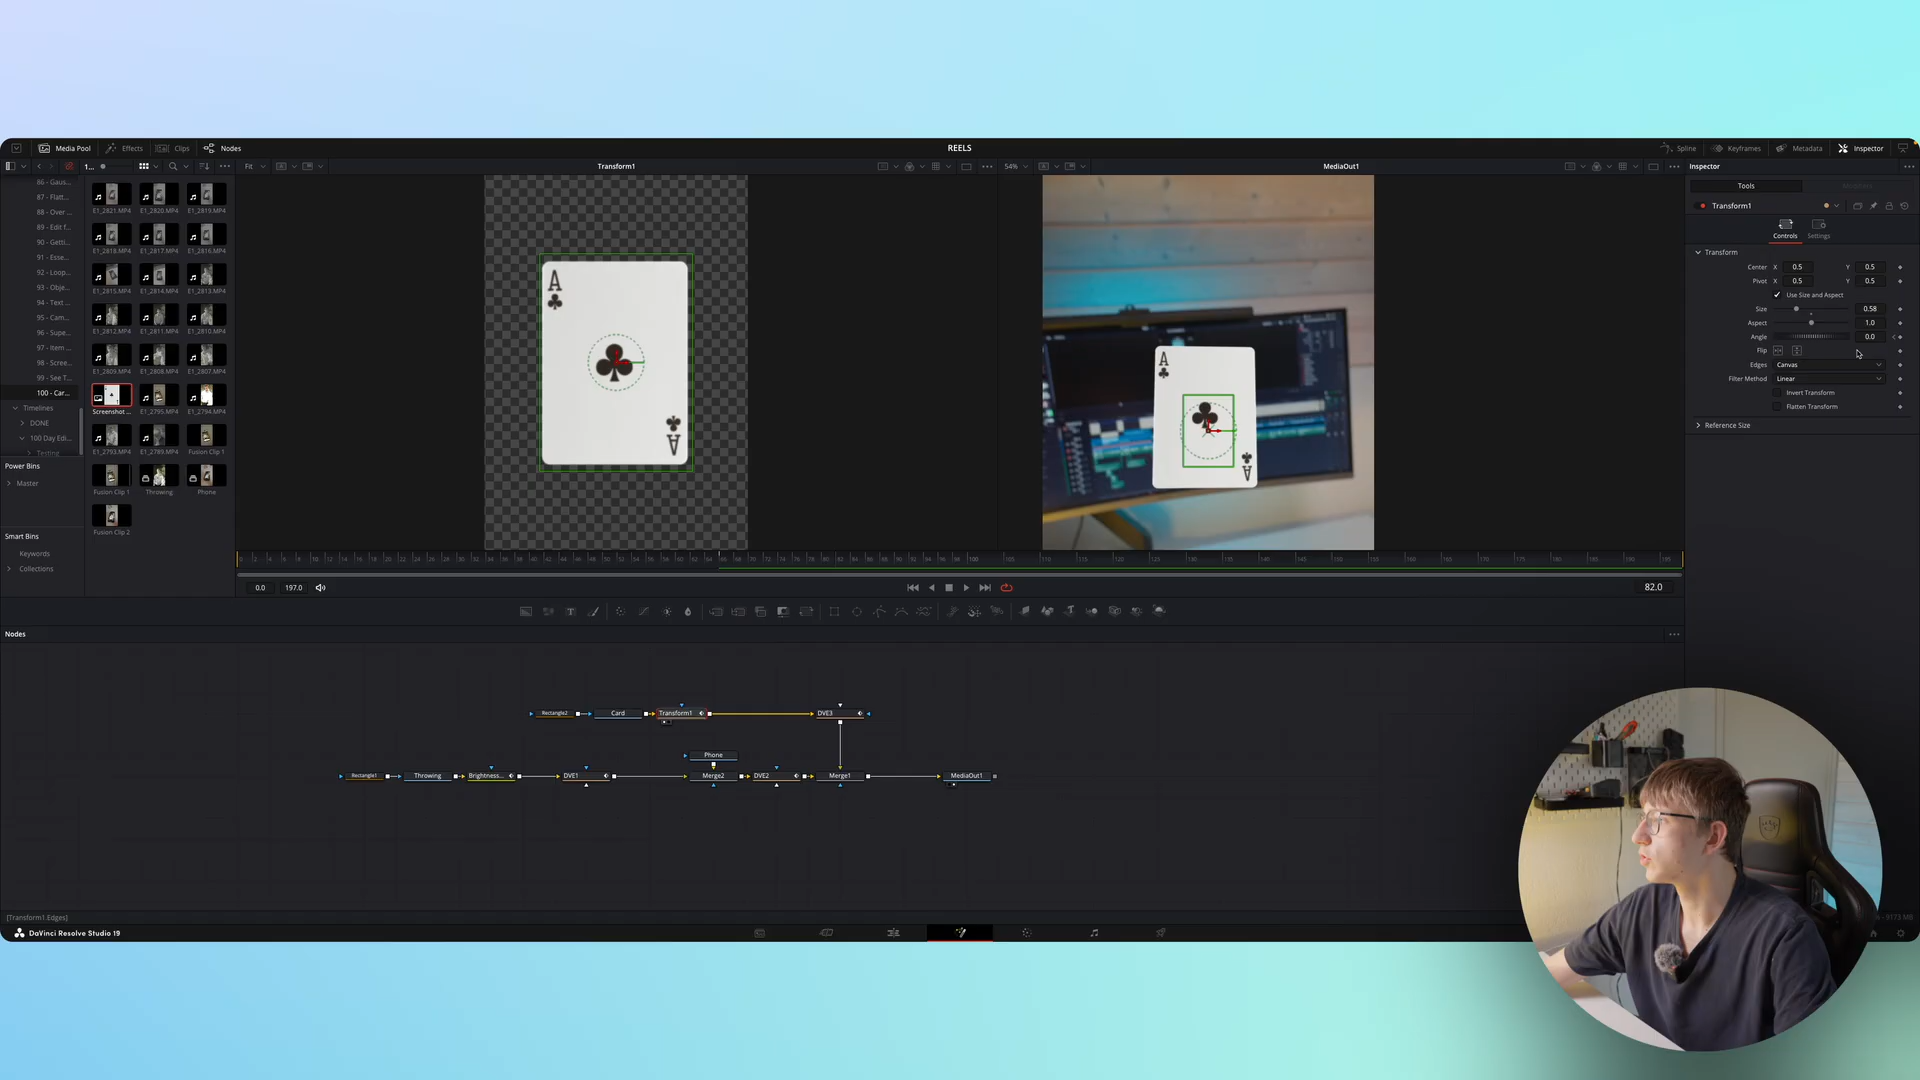 Media Pool
Effects
Clips
Nodes
REELS
Spline
Keyframes
Metadata
Inspector
1...
Fit
Transform1
54%
MediaOut1
Inspector
Tools
Transform1
Controls
Settings
Transform
Center X 0.5 Y 0.5
Pivot X 0.5 Y 0.5
Use Size and Aspect
Size 0.58
Aspect 1.0
Angle 0.0
Flip
Edges Canvas
Filter Method Linear
Invert Transform
Flatten Transform
Reference Size
86 - Gaus...
87 - Flatt...
88 - Over ...
89 - Edit f...
90 - Getti...
91 - Esse...
92 - Loop...
93 - Obje...
94 - Text ...
95 - Cam...
96 - Supe...
97 - Item ...
98 - Scree...
99 - See T...
100 - Car...
Timelines
DONE
100 Day Edi...
Testing
Power Bins
Master
Smart Bins
Keywords
Collections
E1_2821.MP4
E1_2820.MP4
E1_2819.MP4
E1_2818.MP4
E1_2817.MP4
E1_2816.MP4
E1_2815.MP4
E1_2814.MP4
E1_2813.MP4
E1_2812.MP4
E1_2811.MP4
E1_2810.MP4
E1_2809.MP4
E1_2808.MP4
E1_2807.MP4
Screenshot ...
E1_2795.MP4
E1_2794.MP4
E1_2793.MP4
E1_2789.MP4
Fusion Clip 1
Fusion Clip 1
Throwing
Phone
Fusion Clip 2
A
A
A
A
0.0
197.0
82.0
Nodes
Rectangle2
Card
Transform1
DVE3
Phone
Rectangle1
Throwing
Brightness...
DVE1
Merge2
DVE2
Merge1
MediaOut1
[Transform1.Edges]
DaVinci Resolve Studio 19